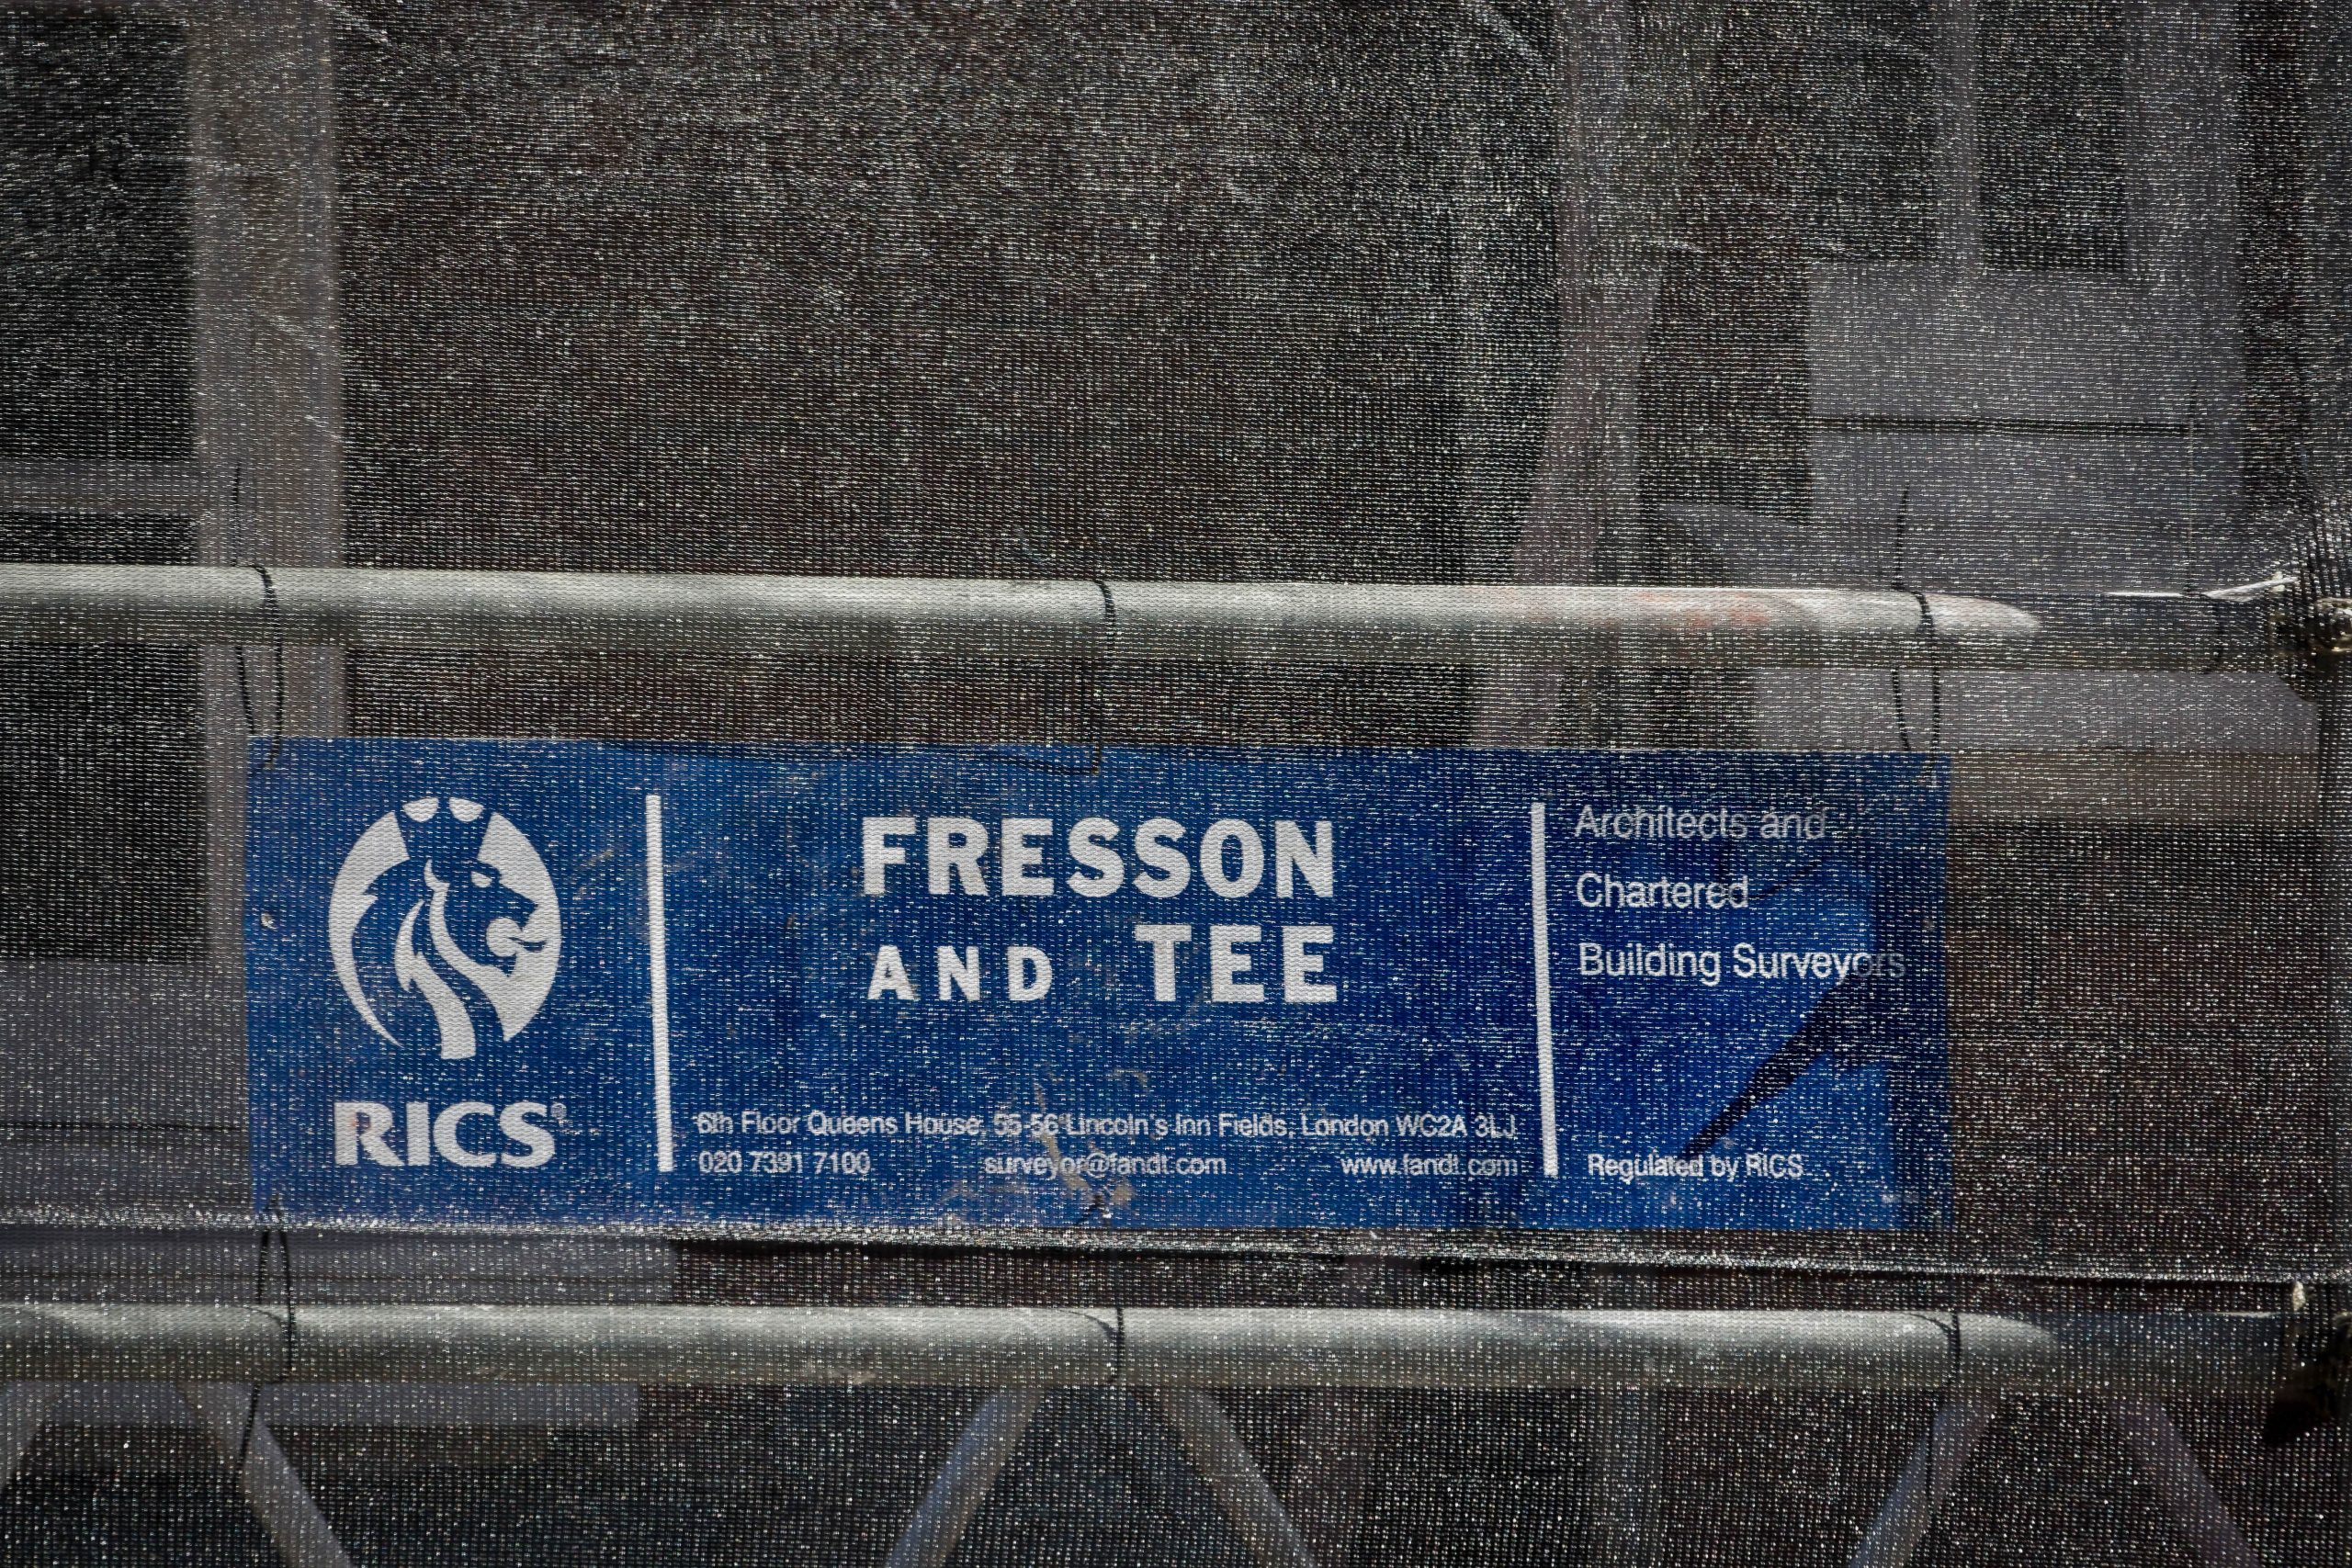 RICS®
FRESSON
AND TEE
6th Floor Queens House, 55-56 Lincoln's Inn Fields, London WC2A 3LJ
020 7391 7100 surveyor@fandt.com www.fandt.com
Architects and
Chartered
Building Surveyors
Regulated by RICS